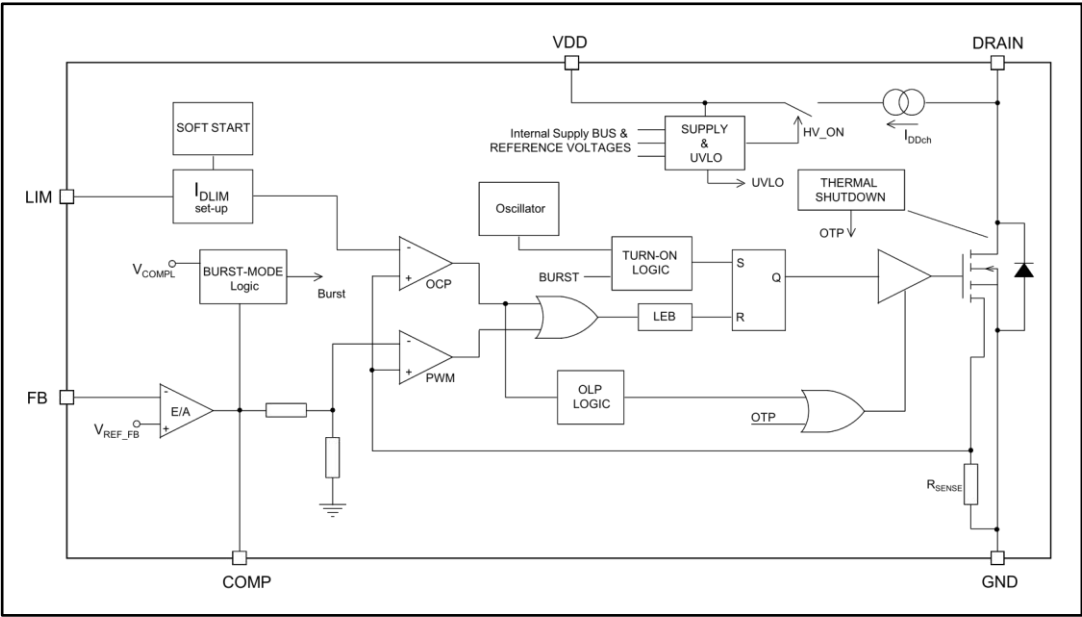 VDD
DRAIN
SOFT START
Internal Supply BUS &
REFERENCE VOLTAGES
SUPPLY
&
UVLO
HV_ON
IDDch
UVLO
LIM
IDLIM
set-up
Oscillator
THERMAL
SHUTDOWN
OTP
VCOMPL
BURST-MODE
Logic
Burst
-
+
OCP
BURST
TURN-ON
LOGIC
S
Q
R
LEB
-
+
PWM
FB
-
E/A
+
VREF_FB
OLP
LOGIC
OTP
RSENSE
COMP
GND